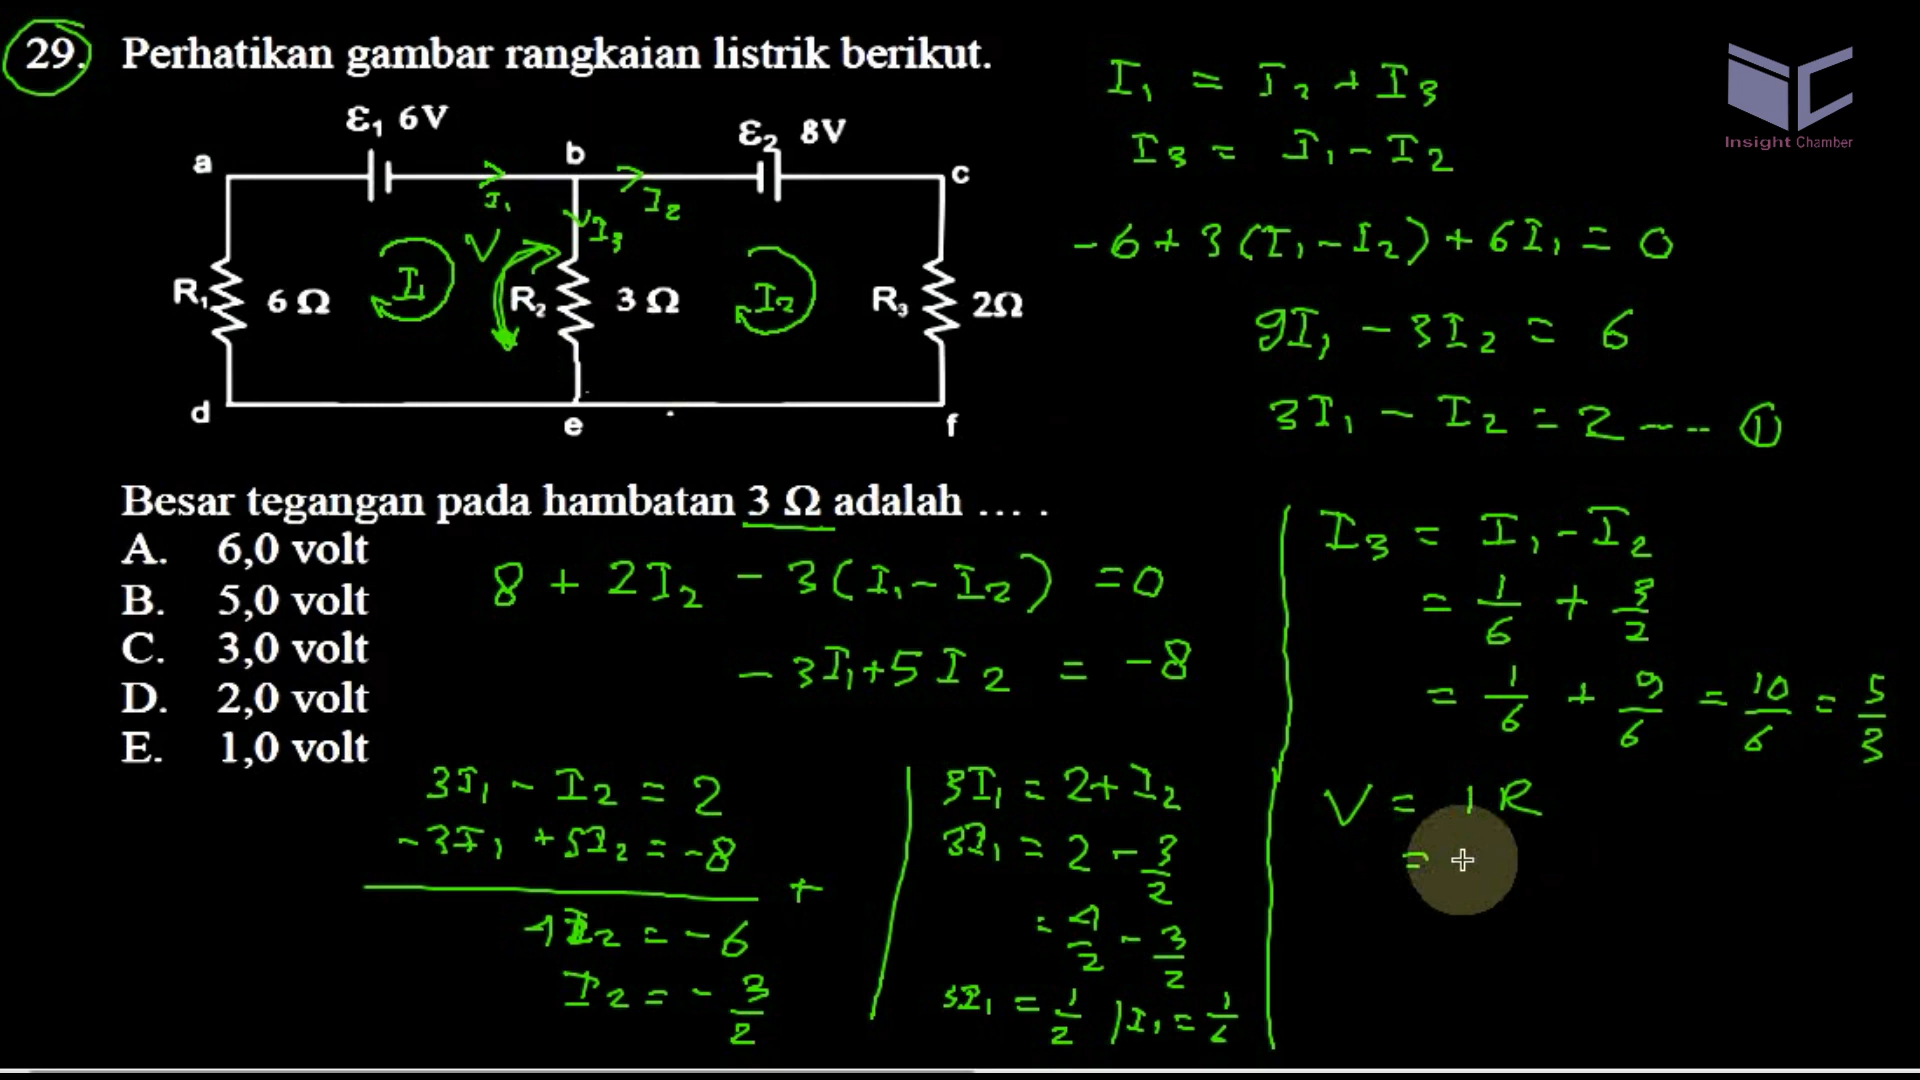 29. Perhatikan gambar rangkaian listrik berikut.
ε₁ 6V
ε₂ 8V
a
b
c
I₁
I₂
I₃
V
R₁ 6 Ω
I₁
R₂ 3 Ω
I₂
R₃ 2Ω
d
e
f
Besar tegangan pada hambatan 3 Ω adalah ... .
A. 6,0 volt
B. 5,0 volt
C. 3,0 volt
D. 2,0 volt
E. 1,0 volt
I₁ = I₂ + I₃
I₃ = I₁ - I₂
-6 + 3 (I₁ - I₂) + 6I₁ = 0
9I₁ - 3I₂ = 6
3I₁ - I₂ = 2 ---- ①
8 + 2I₂ - 3 (I₁ - I₂) = 0
- 3I₁ + 5I₂ = -8
3I₁ - I₂ = 2
-3I₁ + 5I₂ = -8
+
4I₂ = -6
I₂ = - 3/2
3I₁ = 2 + I₂
3I₁ = 2 - 3/2
= 4/2 - 3/2
3I₁ = 1/2 | I₁ = 1/6
I₃ = I₁ - I₂
= 1/6 + 3/2
= 1/6 + 9/6 = 10/6 = 5/3
V = I R
=
Insight Chamber